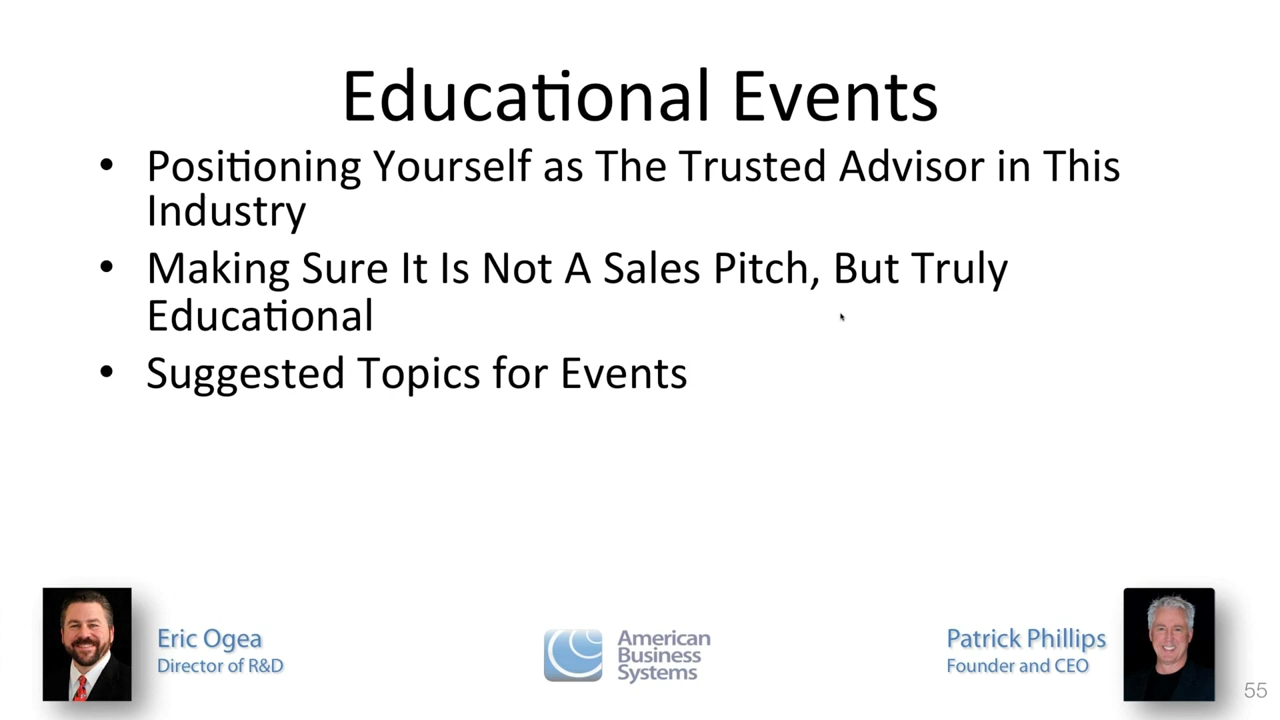 Educational Events
• Positioning Yourself as The Trusted Advisor in This
Industry
• Making Sure It Is Not A Sales Pitch, But Truly
Educational
• Suggested Topics for Events
Eric Ogea
Director of R&D
American
Business
Systems
Patrick Phillips
Founder and CEO
55